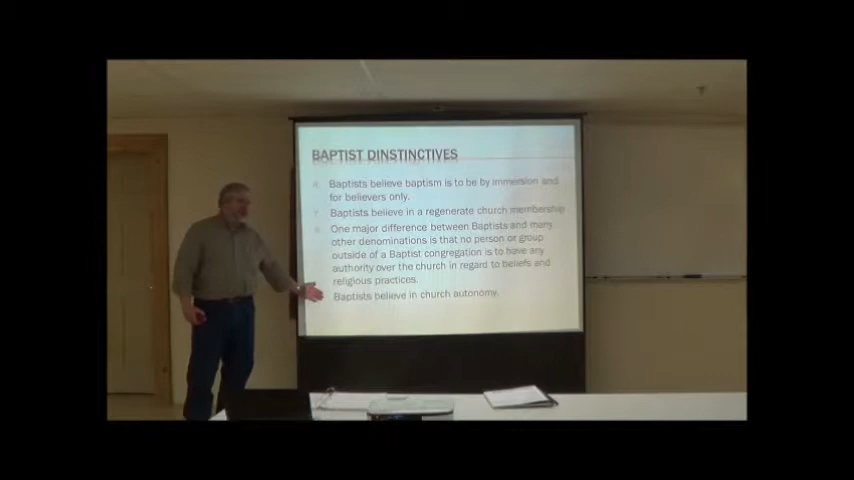 BAPTIST DINSTINCTIVES
Baptists believe baptism is to be by immersion and
for believers only.
Baptists believe in a regenerate church membership
One major difference between Baptists and many
other denominations is that no person or group
outside of a Baptist congregation is to have any
authority over the church in regard to beliefs and
religious practices.
Baptists believe in church autonomy.